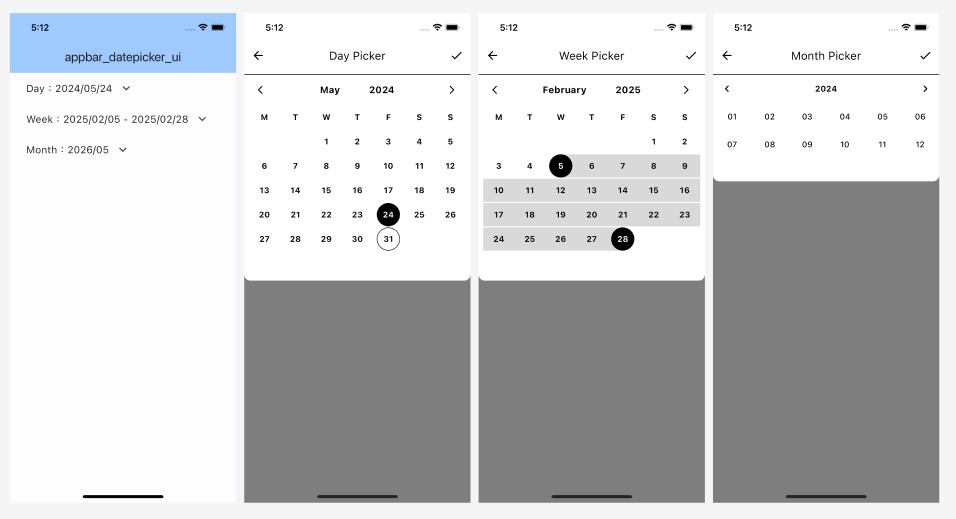 5:12
appbar_datepicker_ui
Day : 2024/05/24
Week : 2025/02/05 - 2025/02/28
Month : 2026/05
5:12
Day Picker
May 2024
M T W T F S S
1 2 3 4 5
6 7 8 9 10 11 12
13 14 15 16 17 18 19
20 21 22 23 24 25 26
27 28 29 30 31
5:12
Week Picker
February 2025
M T W T F S S
1 2
3 4 5 6 7 8 9
10 11 12 13 14 15 16
17 18 19 20 21 22 23
24 25 26 27 28
5:12
Month Picker
2024
01 02 03 04 05 06
07 08 09 10 11 12